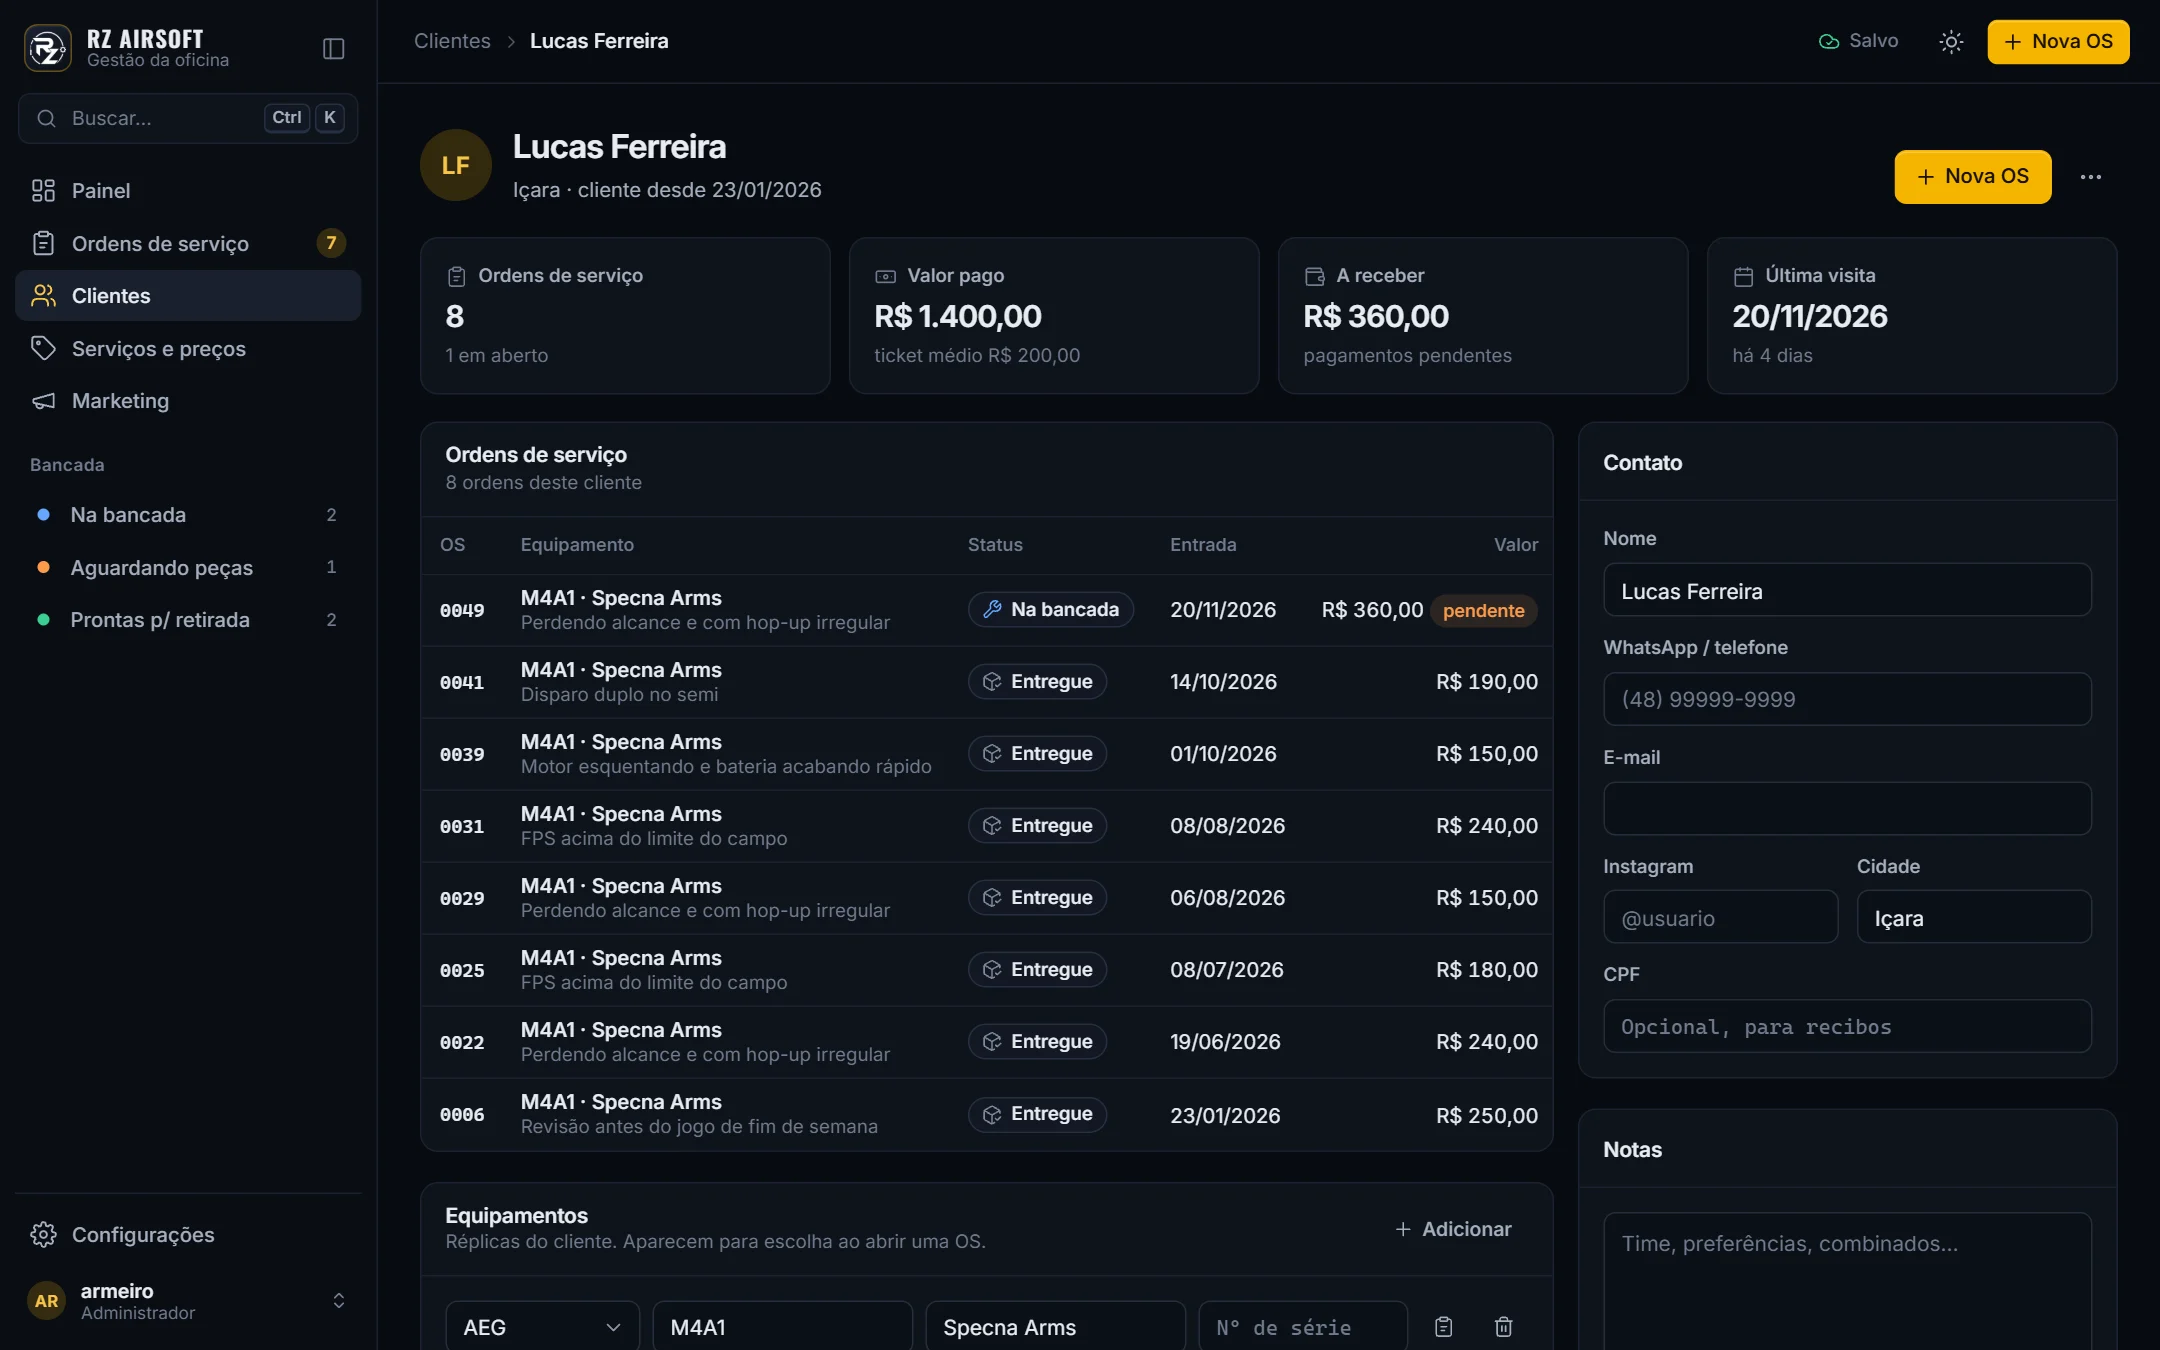 RZ AIRSOFT
Gestão da oficina
Buscar...
Ctrl K
Painel
Ordens de serviço 7
Clientes
Serviços e preços
Marketing
Bancada
Na bancada 2
Aguardando peças 1
Prontas p/ retirada 2
Configurações
AR
armeiro
Administrador
Clientes > Lucas Ferreira
Salvo
+ Nova OS
LF
Lucas Ferreira
Içara · cliente desde 23/01/2026
+ Nova OS
Ordens de serviço
8
1 em aberto
Valor pago
R$ 1.400,00
ticket médio R$ 200,00
A receber
R$ 360,00
pagamentos pendentes
Última visita
20/11/2026
há 4 dias
Ordens de serviço
8 ordens deste cliente
OS Equipamento Status Entrada Valor
0049 M4A1 · Specna Arms Na bancada 20/11/2026 R$ 360,00 pendente
Perdendo alcance e com hop-up irregular
0041 M4A1 · Specna Arms Entregue 14/10/2026 R$ 190,00
Disparo duplo no semi
0039 M4A1 · Specna Arms Entregue 01/10/2026 R$ 150,00
Motor esquentando e bateria acabando rápido
0031 M4A1 · Specna Arms Entregue 08/08/2026 R$ 240,00
FPS acima do limite do campo
0029 M4A1 · Specna Arms Entregue 06/08/2026 R$ 150,00
Perdendo alcance e com hop-up irregular
0025 M4A1 · Specna Arms Entregue 08/07/2026 R$ 180,00
FPS acima do limite do campo
0022 M4A1 · Specna Arms Entregue 19/06/2026 R$ 240,00
Perdendo alcance e com hop-up irregular
0006 M4A1 · Specna Arms Entregue 23/01/2026 R$ 250,00
Revisão antes do jogo de fim de semana
Equipamentos
Réplicas do cliente. Aparecem para escolha ao abrir uma OS.
+ Adicionar
AEG M4A1 Specna Arms Nº de série
Contato
Nome
Lucas Ferreira
WhatsApp / telefone
(48) 99999-9999
E-mail
Instagram Cidade
@usuario Içara
CPF
Opcional, para recibos
Notas
Time, preferências, combinados...